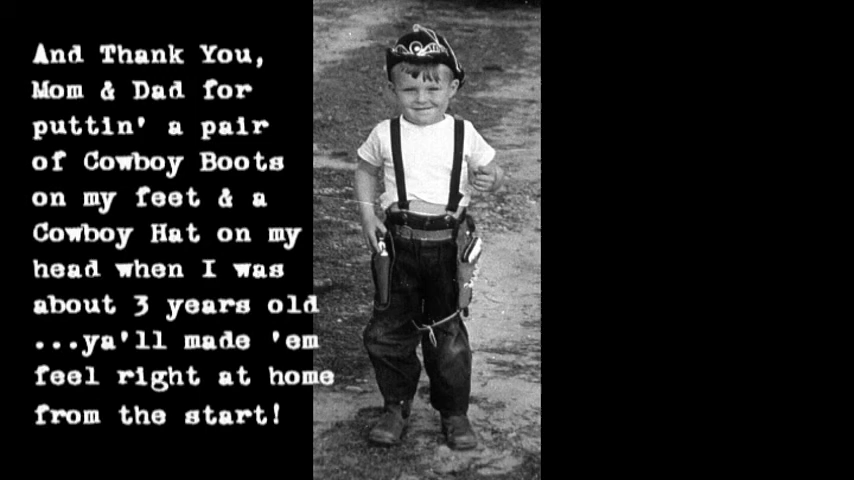 And Thank You,
Mom & Dad for
puttin' a pair
of Cowboy Boots
on my feet & a
Cowboy Hat on my
head when I was
about 3 years old
...ya'll made 'em
feel right at home
from the start!